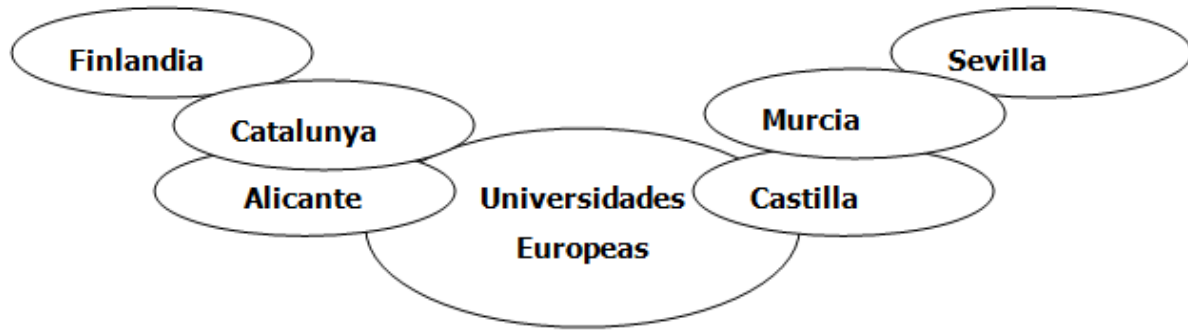 Finlandia
Sevilla
Catalunya
Murcia
Alicante
Universidades
Europeas
Castilla